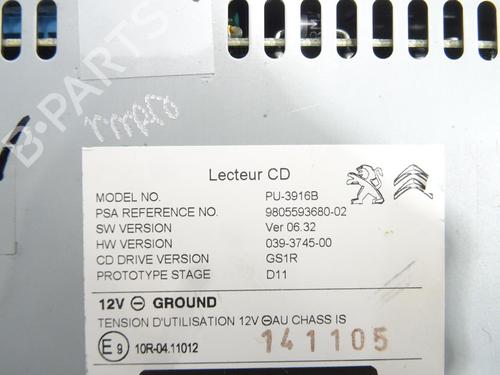 Lecteur CD
MODEL NO. PU-3916B
PSA REFERENCE NO. 9805593680-02
SW VERSION Ver 06.32
HW VERSION 039-3745-00
CD DRIVE VERSION GS1R
PROTOTYPE STAGE D11
12V ⊖ GROUND
TENSION D'UTILISATION 12V ⊖AU CHASS IS
E9 10R-04.11012 141105